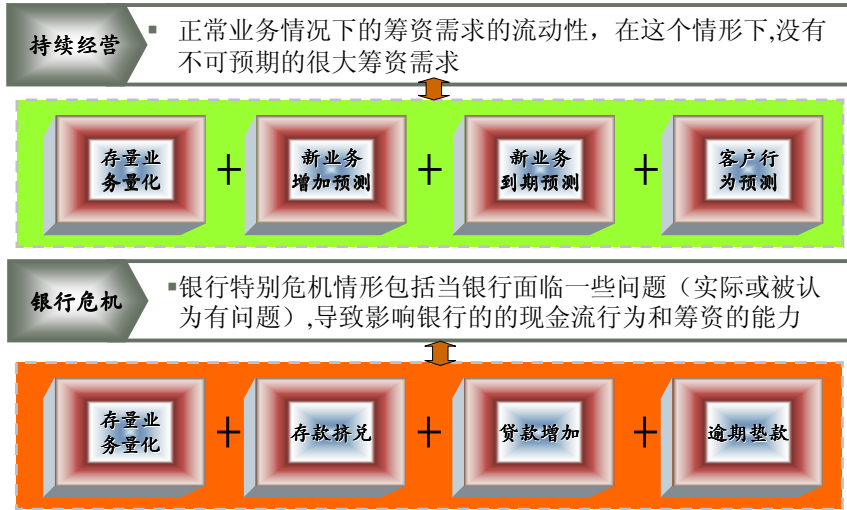 持续经营
▪ 正常业务情况下的筹资需求的流动性，在这个情形下,没有
不可预期的很大筹资需求
存量业
务量化
+
新业务
增加预测
+
新业务
到期预测
+
客户行
为预测
银行危机
▪银行特别危机情形包括当银行面临一些问题（实际或被认
为有问题）,导致影响银行的的现金流行为和筹资的能力
存量业
务量化
+
存款挤兑
+
贷款增加
+
逾期垫款